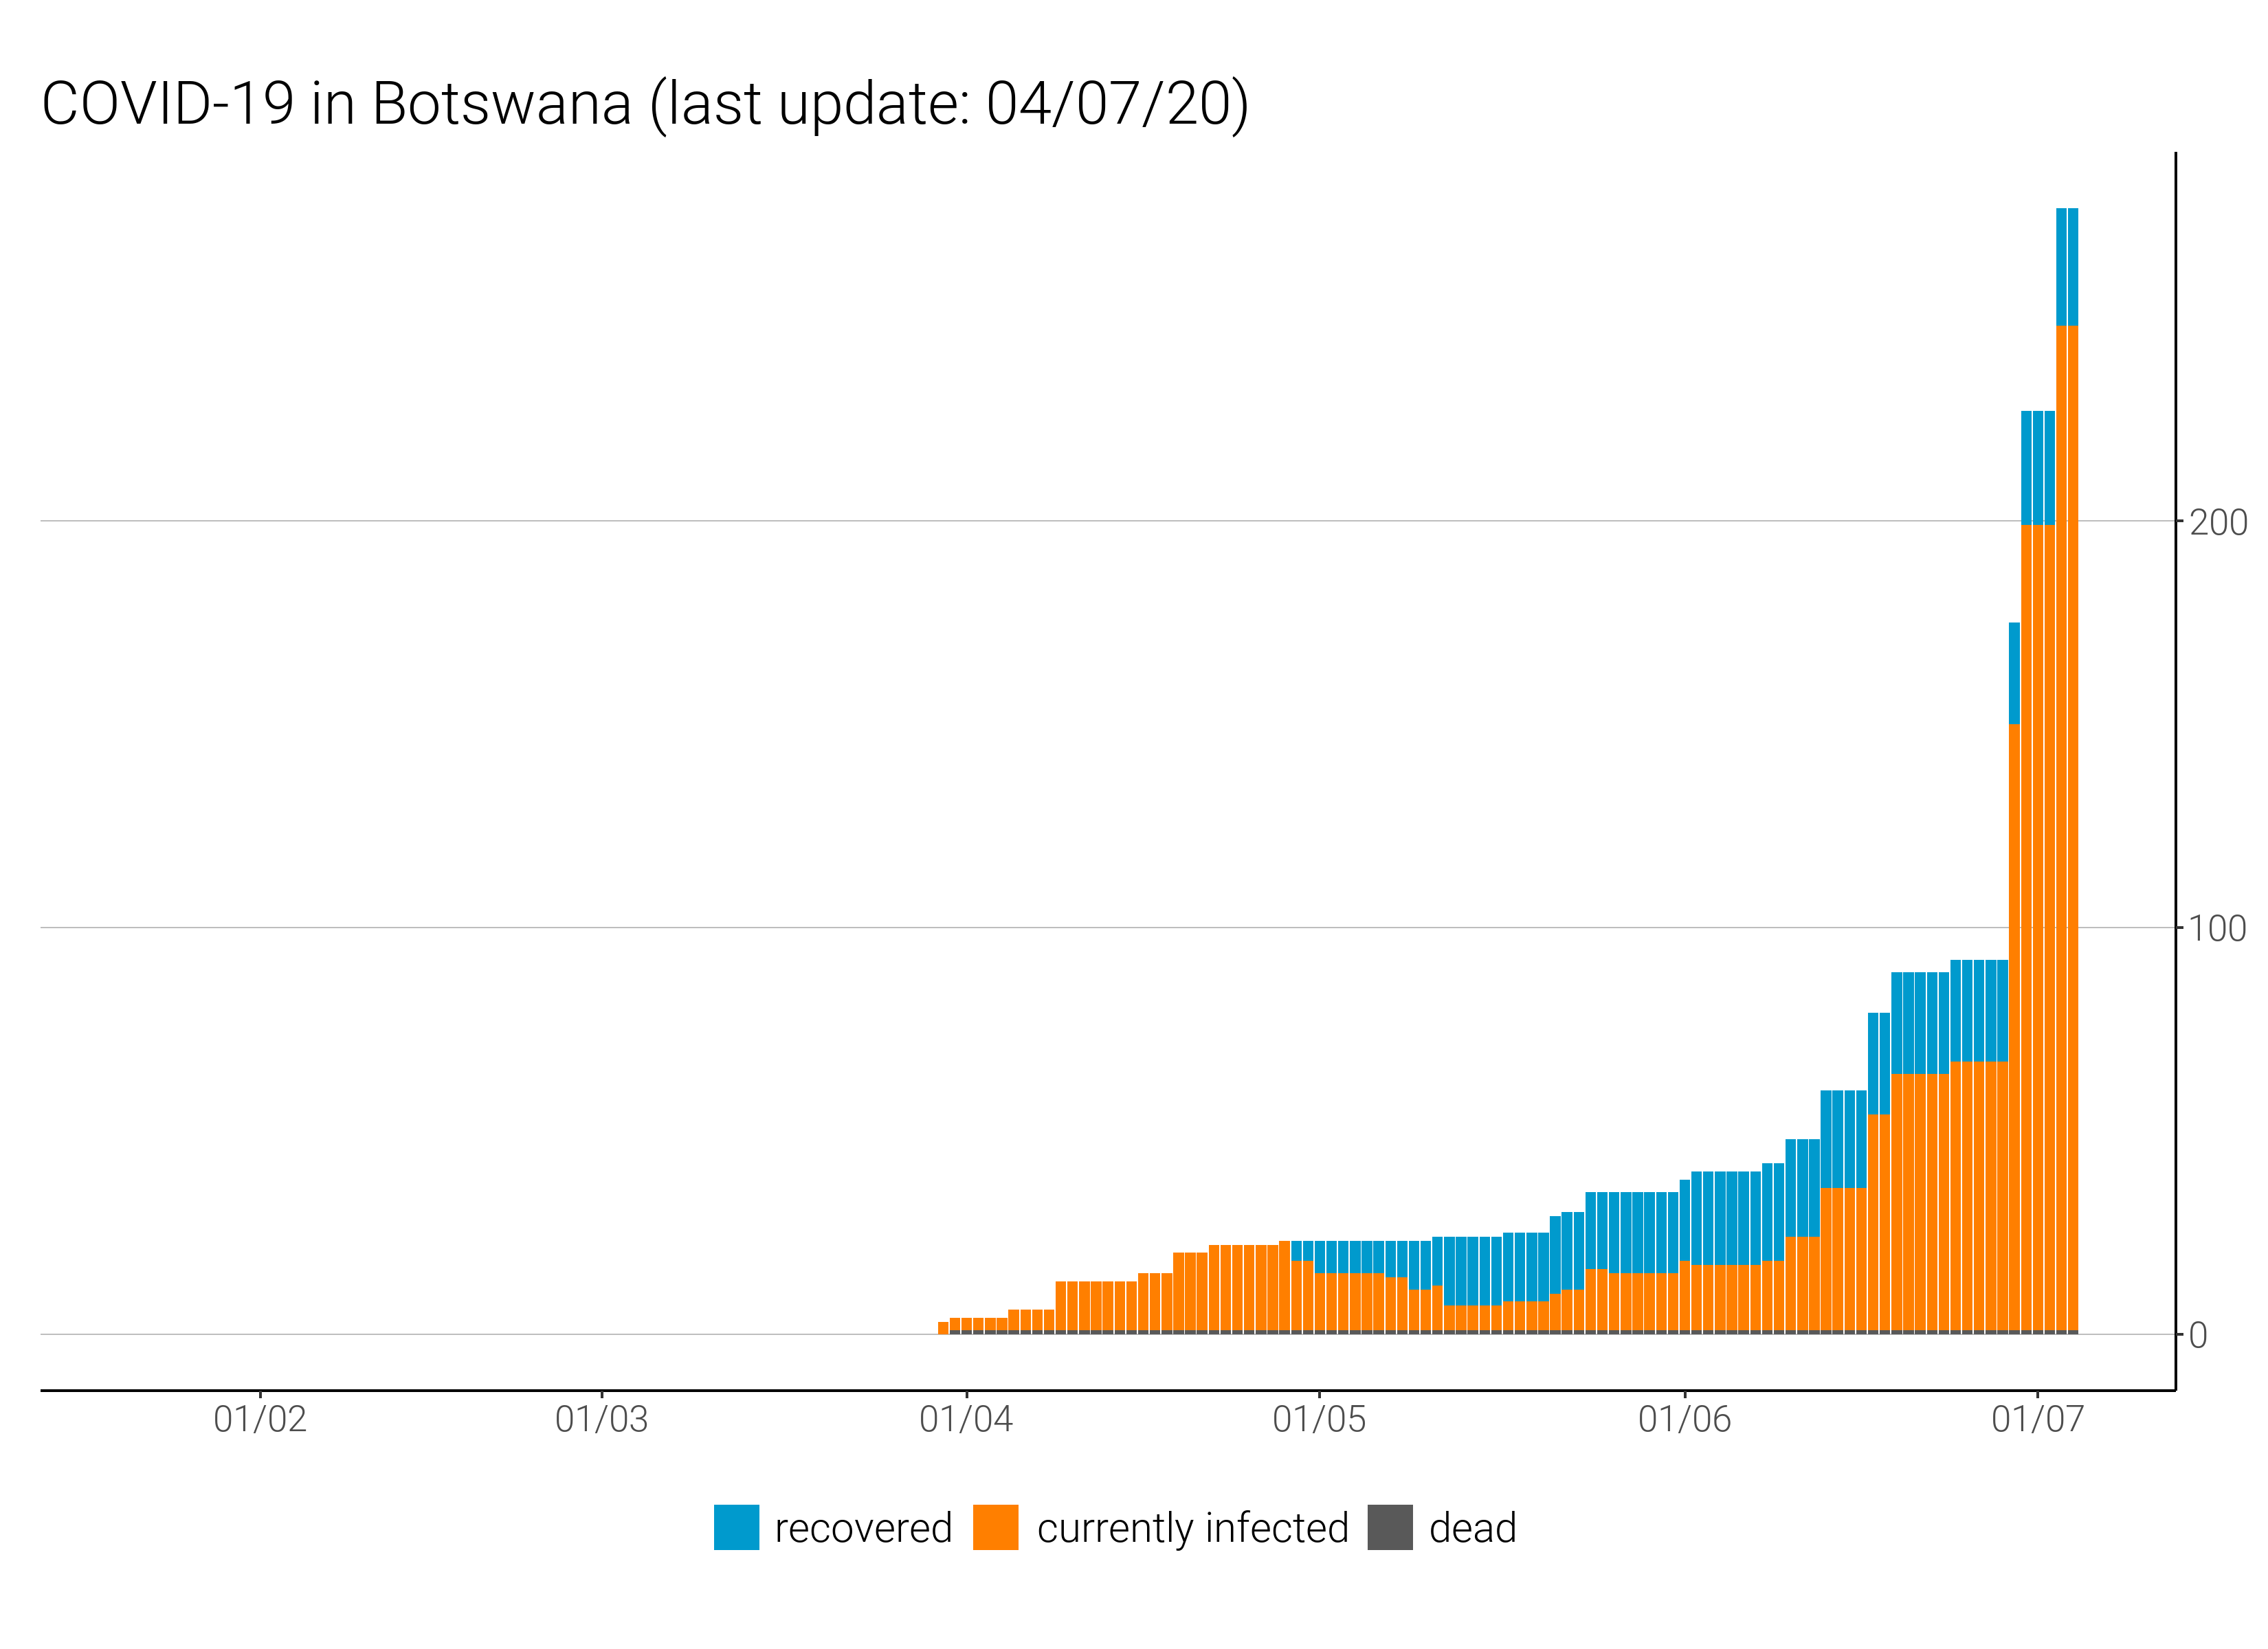 COVID-19 in Botswana (last update: 04/07/20)
200
100
0
01/02 01/03 01/04 01/05 01/06 01/07
recovered currently infected dead